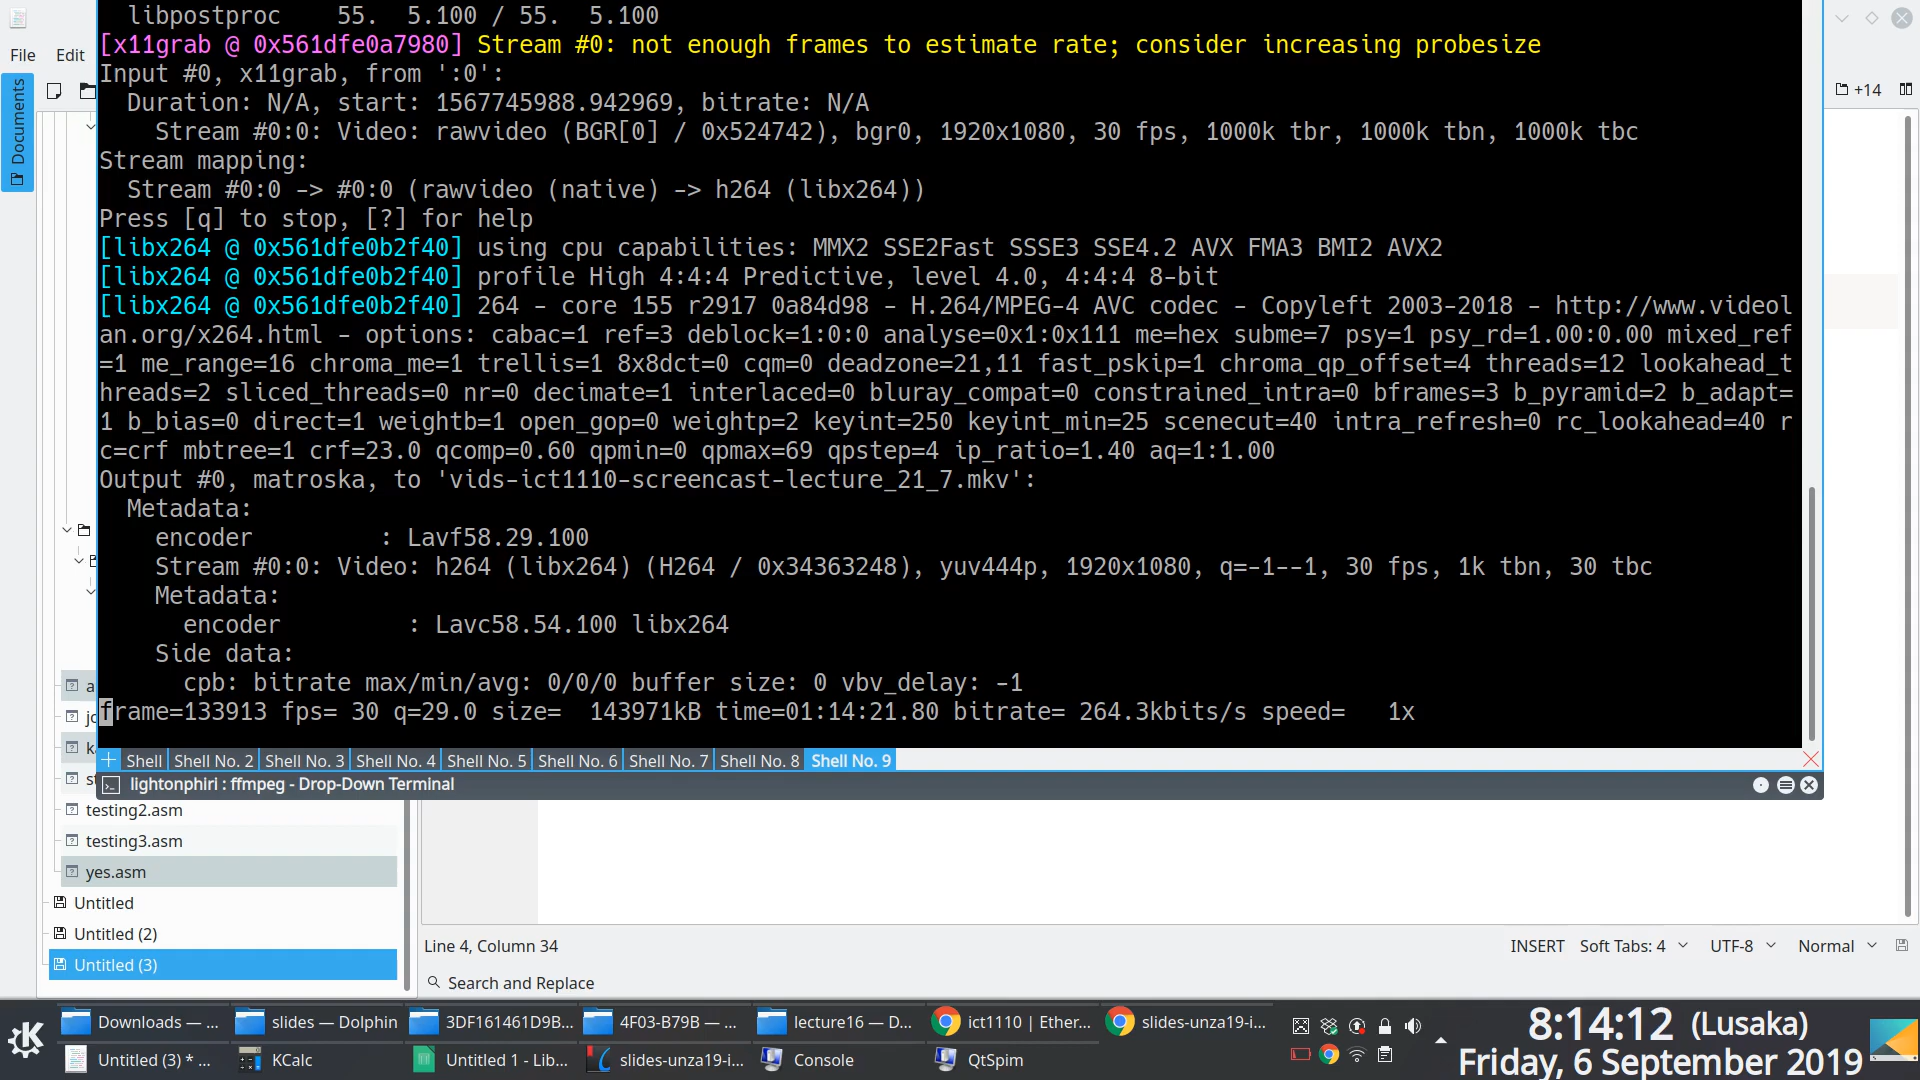 libpostproc    55.  5.100 / 55.  5.100
[x11grab @ 0x561dfe0a7980] Stream #0: not enough frames to estimate rate; consider increasing probesize
Input #0, x11grab, from ':0':
Duration: N/A, start: 1567745988.942969, bitrate: N/A
Stream #0:0: Video: rawvideo (BGR[0] / 0x524742), bgr0, 1920x1080, 30 fps, 1000k tbr, 1000k tbn, 1000k tbc
Stream mapping:
Stream #0:0 -> #0:0 (rawvideo (native) -> h264 (libx264))
Press [q] to stop, [?] for help
[libx264 @ 0x561dfe0b2f40] using cpu capabilities: MMX2 SSE2Fast SSSE3 SSE4.2 AVX FMA3 BMI2 AVX2
[libx264 @ 0x561dfe0b2f40] profile High 4:4:4 Predictive, level 4.0, 4:4:4 8-bit
[libx264 @ 0x561dfe0b2f40] 264 - core 155 r2917 0a84d98 - H.264/MPEG-4 AVC codec - Copyleft 2003-2018 - http://www.videol
an.org/x264.html - options: cabac=1 ref=3 deblock=1:0:0 analyse=0x1:0x111 me=hex subme=7 psy=1 psy_rd=1.00:0.00 mixed_ref
=1 me_range=16 chroma_me=1 trellis=1 8x8dct=0 cqm=0 deadzone=21,11 fast_pskip=1 chroma_qp_offset=4 threads=12 lookahead_t
hreads=2 sliced_threads=0 nr=0 decimate=1 interlaced=0 bluray_compat=0 constrained_intra=0 bframes=3 b_pyramid=2 b_adapt=
1 b_bias=0 direct=1 weightb=1 open_gop=0 weightp=2 keyint=250 keyint_min=25 scenecut=40 intra_refresh=0 rc_lookahead=40 r
c=crf mbtree=1 crf=23.0 qcomp=0.60 qpmin=0 qpmax=69 qpstep=4 ip_ratio=1.40 aq=1:1.00
Output #0, matroska, to 'vids-ict1110-screencast-lecture_21_7.mkv':
Metadata:
encoder         : Lavf58.29.100
Stream #0:0: Video: h264 (libx264) (H264 / 0x34363248), yuv444p, 1920x1080, q=-1--1, 30 fps, 1k tbn, 30 tbc
Metadata:
encoder         : Lavc58.54.100 libx264
Side data:
cpb: bitrate max/min/avg: 0/0/0 buffer size: 0 vbv_delay: -1
frame=133913 fps= 30 q=29.0 size=  143971kB time=01:14:21.80 bitrate= 264.3kbits/s speed=   1x
Shell Shell No. 2 Shell No. 3 Shell No. 4 Shell No. 5 Shell No. 6 Shell No. 7 Shell No. 8 Shell No. 9
lightonphiri : ffmpeg - Drop-Down Terminal
File Edit
Documents
+14
testing2.asm
testing3.asm
yes.asm
Untitled
Untitled (2)
Untitled (3)
Line 4, Column 34
INSERT Soft Tabs: 4 UTF-8 Normal
Search and Replace
Downloads — ... slides — Dolphin 3DF161461D9B... 4F03-B79B — ... lecture16 — D... ict1110 | Ether... slides-unza19-i...
Untitled (3) * ... KCalc Untitled 1 - Lib... slides-unza19-i... Console QtSpim
8:14:12 (Lusaka)
Friday, 6 September 2019